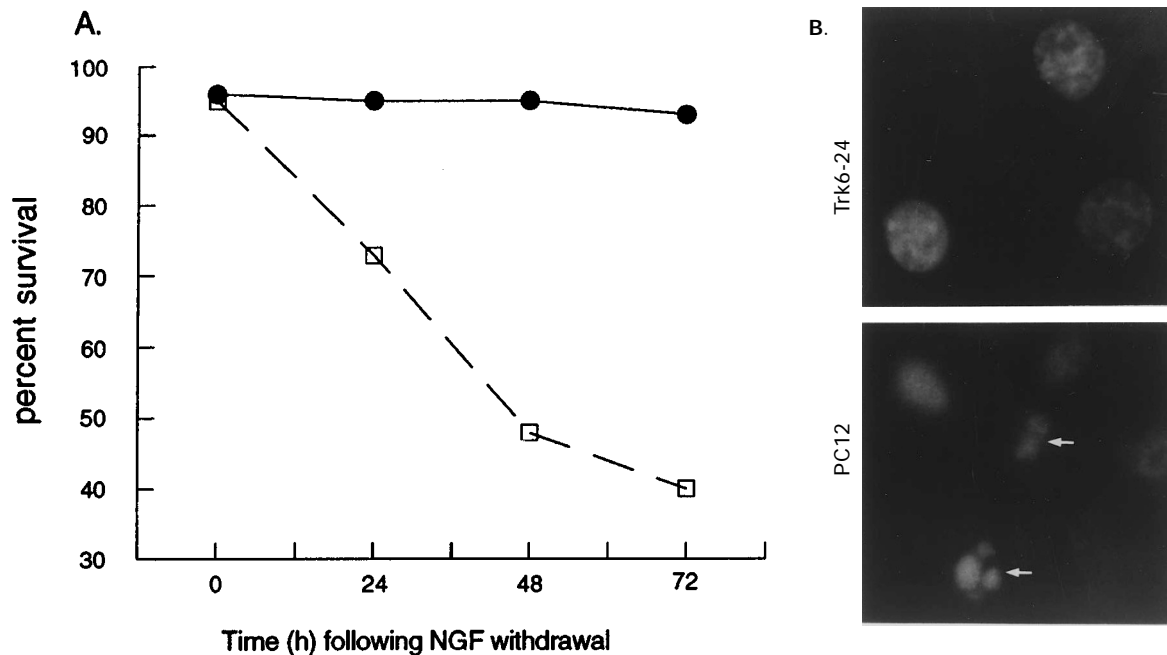 A.
percent survival
100
90
80
70
60
50
40
30
0 24 48 72
Time (h) following NGF withdrawal
B.
Trk6-24
PC12